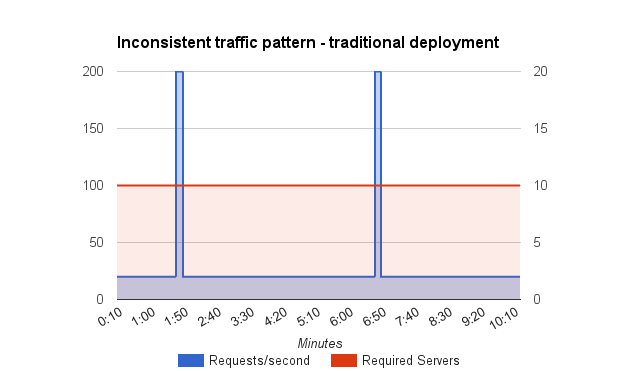 Inconsistent traffic pattern - traditional deployment
200 20
150 15
100 10
50 5
0 0
0:10 1:00 1:50 2:40 3:30 4:20 5:10 6:00 6:50 7:40 8:30 9:20 10:10
Minutes
Requests/second Required Servers